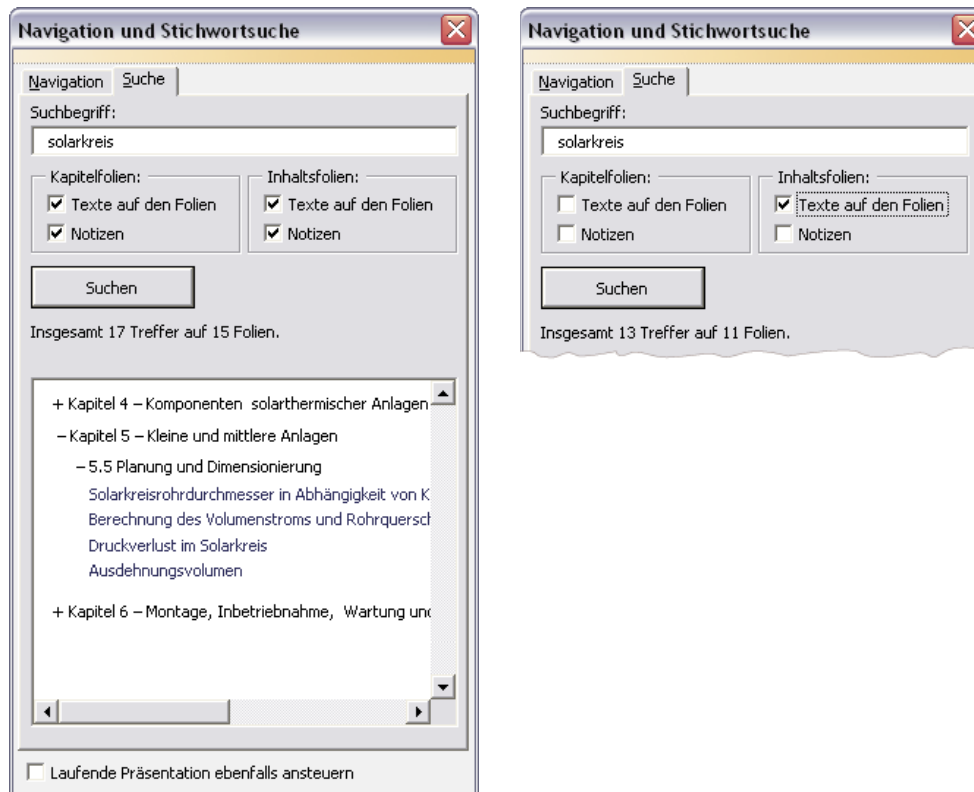 Navigation und Stichwortsuche
Navigation Suche
Suchbegriff:
solarkreis
Kapitelfolien: Inhaltsfolien:
Texte auf den Folien Texte auf den Folien
Notizen Notizen
Suchen
Insgesamt 17 Treffer auf 15 Folien.
+ Kapitel 4 – Komponenten solarthermischer Anlagen
– Kapitel 5 – Kleine und mittlere Anlagen
– 5.5 Planung und Dimensionierung
Solarkreisrohrdurchmesser in Abhängigkeit von K
Berechnung des Volumenstroms und Rohrquersch
Druckverlust im Solarkreis
Ausdehnungsvolumen
+ Kapitel 6 – Montage, Inbetriebnahme, Wartung und
Laufende Präsentation ebenfalls ansteuern
Navigation und Stichwortsuche
Navigation Suche
Suchbegriff:
solarkreis
Kapitelfolien: Inhaltsfolien:
Texte auf den Folien Texte auf den Folien
Notizen Notizen
Suchen
Insgesamt 13 Treffer auf 11 Folien.